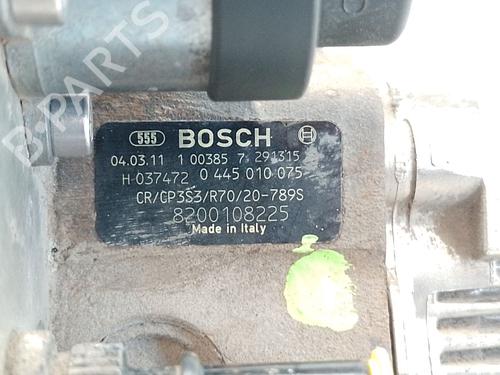 555 BOSCH
04.03.11 1 00385 7 291315
H 037472 0 445 010 075
CR/CP3S3/R70/20-789S
8200108225
Made in Italy
B-PARTS